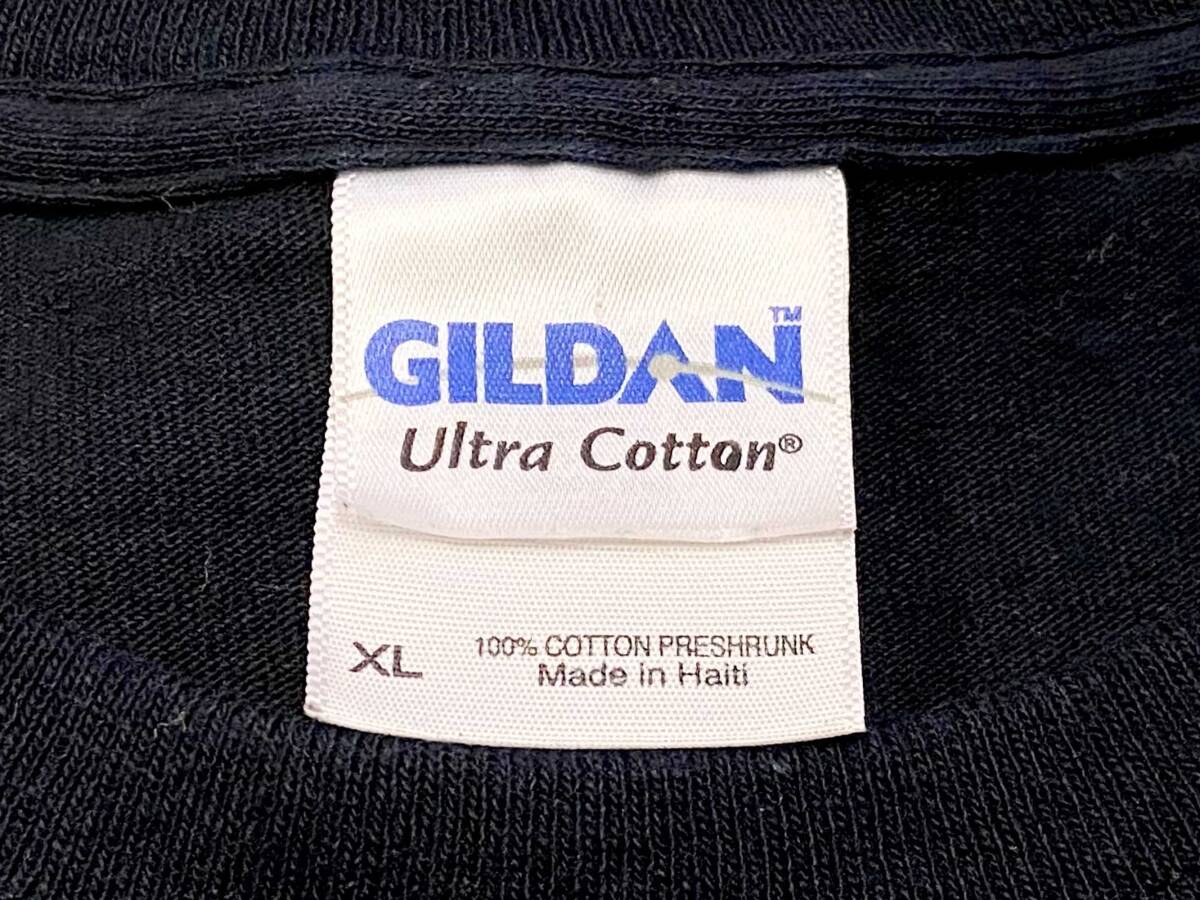 GILDAN™
Ultra Cotton®
XL
100% COTTON PRESHRUNK
Made in Haiti